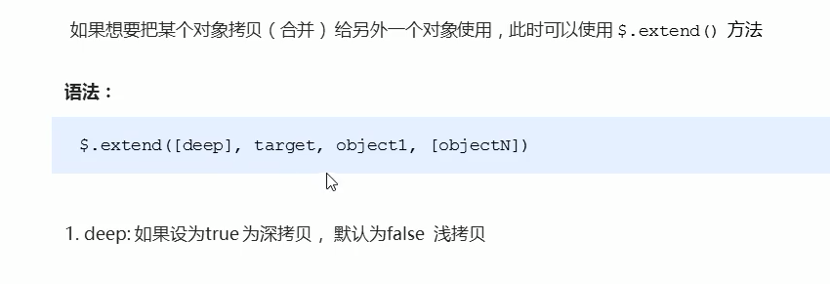 如果想要把某个对象拷贝（合并）给另外一个对象使用，此时可以使用 $.extend() 方法
语法：
$.extend([deep], target, object1, [objectN])
1. deep: 如果设为true 为深拷贝， 默认为false 浅拷贝